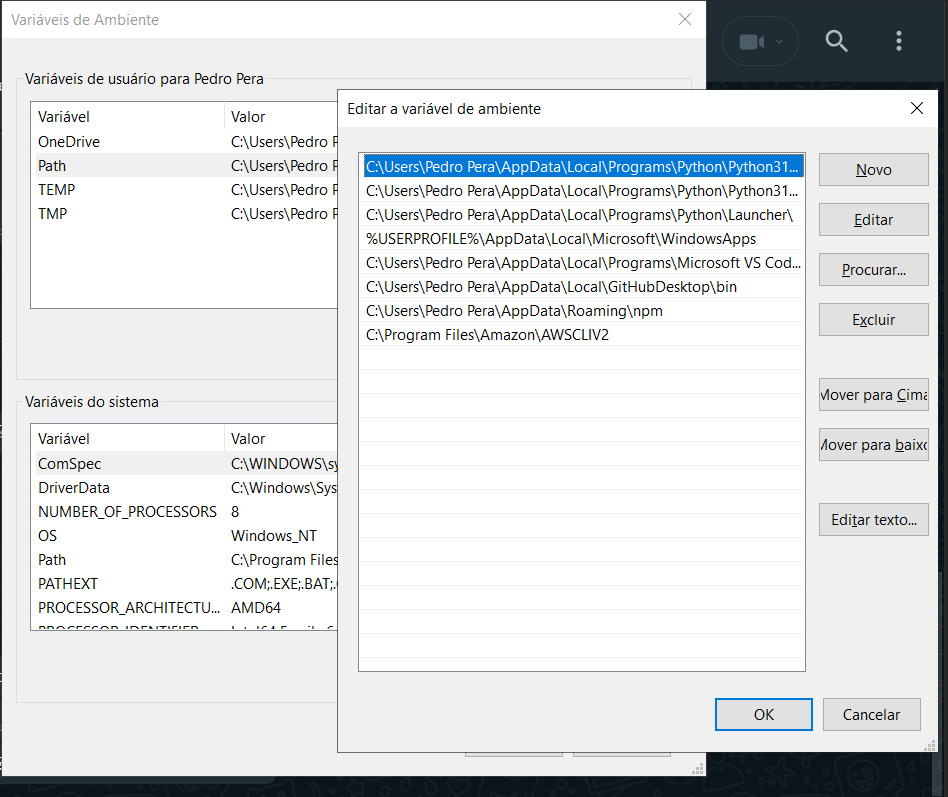 Variáveis de Ambiente
Variáveis de usuário para Pedro Pera
Variável Valor
OneDrive C:\Users\Pedro P
Path C:\Users\Pedro P
TEMP C:\Users\Pedro P
TMP C:\Users\Pedro P
Variáveis do sistema
Variável Valor
ComSpec C:\WINDOWS\sy
DriverData C:\Windows\Sys
NUMBER_OF_PROCESSORS 8
OS Windows_NT
Path C:\Program Files
PATHEXT .COM;.EXE;.BAT;.
PROCESSOR_ARCHITECTU... AMD64
PROCESSOR_IDENTIFIER
Editar a variável de ambiente
C:\Users\Pedro Pera\AppData\Local\Programs\Python\Python31...
C:\Users\Pedro Pera\AppData\Local\Programs\Python\Python31...
C:\Users\Pedro Pera\AppData\Local\Programs\Python\Launcher\
%USERPROFILE%\AppData\Local\Microsoft\WindowsApps
C:\Users\Pedro Pera\AppData\Local\Programs\Microsoft VS Cod...
C:\Users\Pedro Pera\AppData\Local\GitHubDesktop\bin
C:\Users\Pedro Pera\AppData\Roaming\npm
C:\Program Files\Amazon\AWSCLIV2
Novo
Editar
Procurar...
Excluir
Mover para Cima
Mover para baixo
Editar texto...
OK
Cancelar